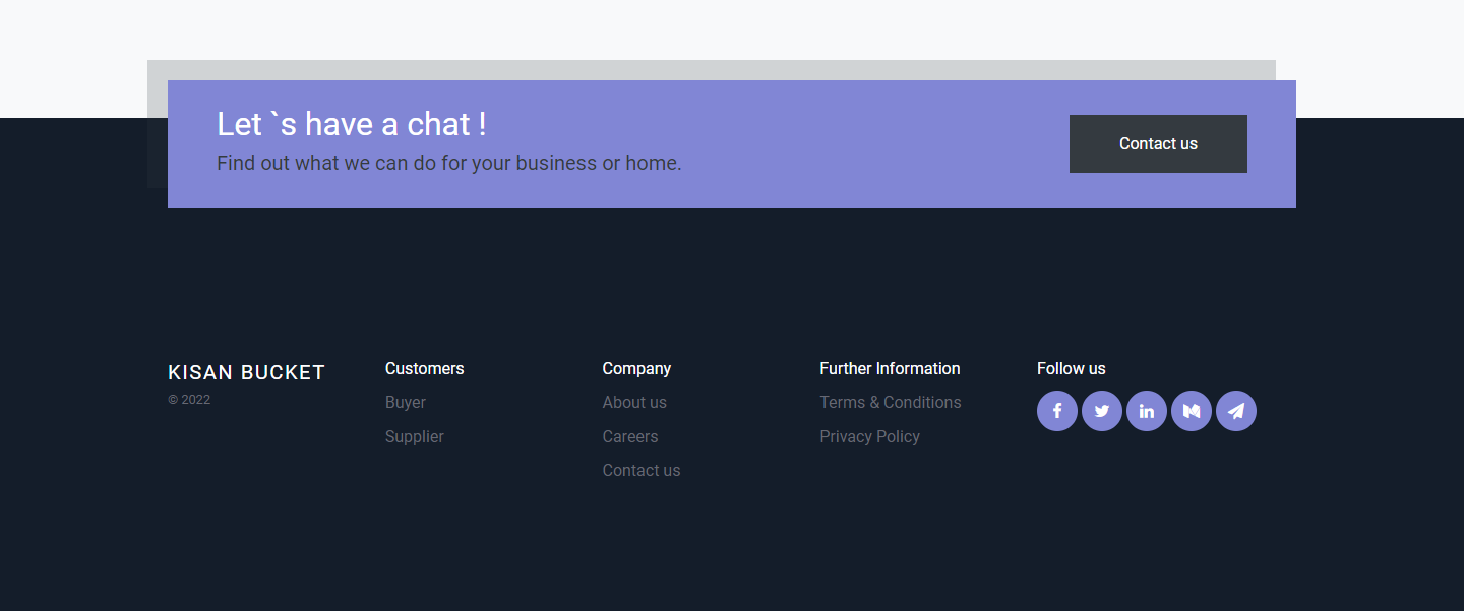 Let `s have a chat !
Find out what we can do for your business or home.
Contact us
KISAN BUCKET
© 2022
Customers
Buyer
Supplier
Company
About us
Careers
Contact us
Further Information
Terms & Conditions
Privacy Policy
Follow us